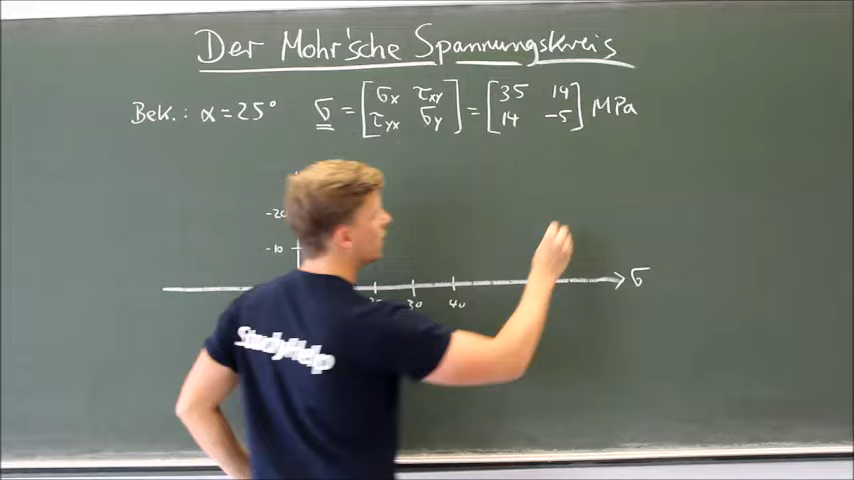 Der Mohr'sche Spannungskreis
Bek.: α = 25° σ = [σx τxy] = [35 14] MPa
[τyx σy] [14 -5]
-20
-10
σ
30 40
StudyHelp